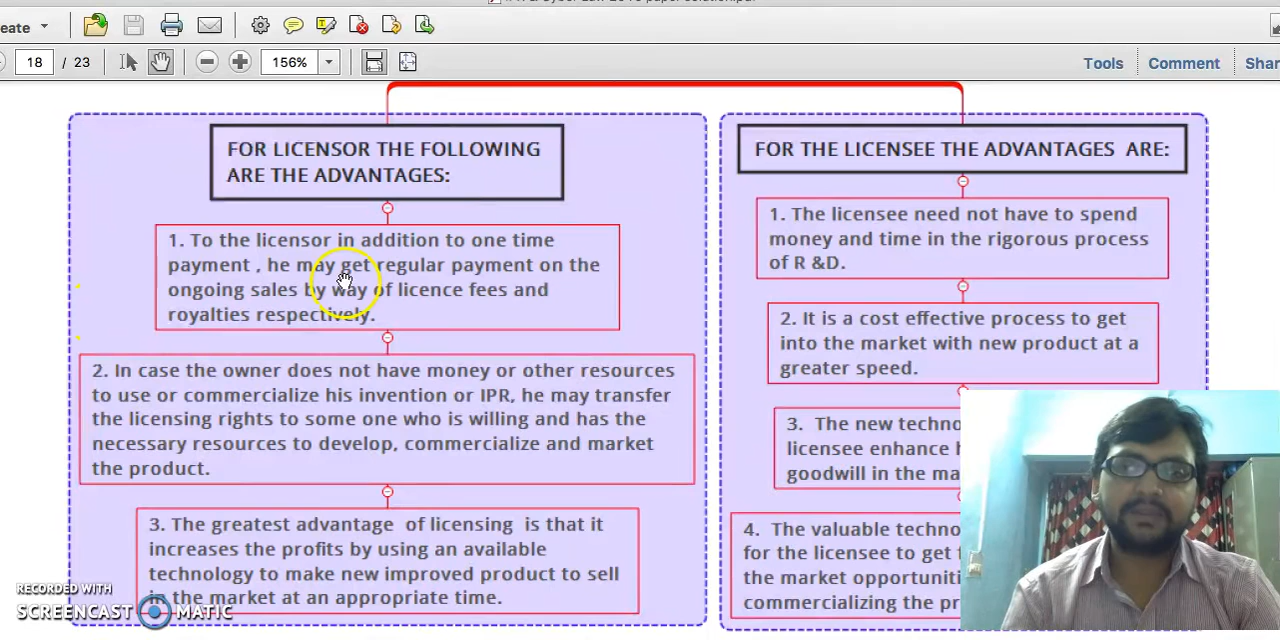 eate
18 / 23
156%
Tools
Comment
Shar
FOR LICENSOR THE FOLLOWING
ARE THE ADVANTAGES:
1. To the licensor in addition to one time
payment , he may get regular payment on the
ongoing sales by way of licence fees and
royalties respectively.
2. In case the owner does not have money or other resources
to use or commercialize his invention or IPR, he may transfer
the licensing rights to some one who is willing and has the
necessary resources to develop, commercialize and market
the product.
3. The greatest advantage of licensing is that it
increases the profits by using an available
technology to make new improved product to sell
in the market at an appropriate time.
FOR THE LICENSEE THE ADVANTAGES ARE:
1. The licensee need not have to spend
money and time in the rigorous process
of R &D.
2. It is a cost effective process to get
into the market with new product at a
greater speed.
3. The new techno
licensee enhance
goodwill in the ma
4. The valuable techno
for the licensee to get
the market opportuniti
commercializing the pr
RECORDED WITH
SCREENCAST MATIC